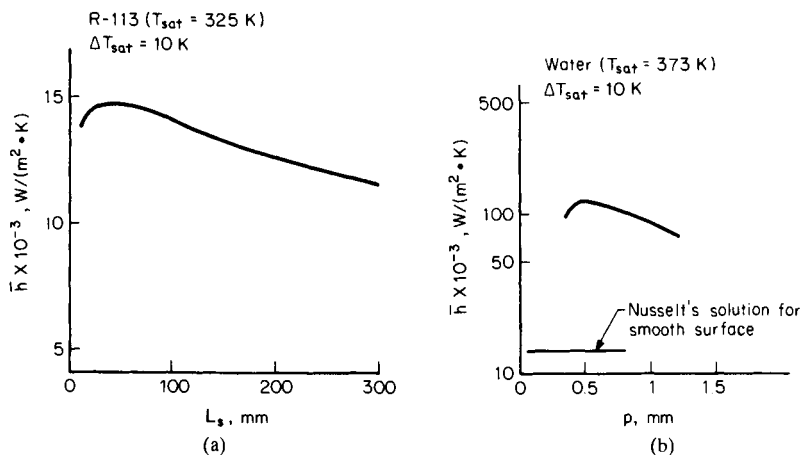 R-113 (Tsat = 325 K)
ΔTsat = 10 K
h̄ X 10⁻³, W/(m²•K)
15
10
5
0
100
200
300
Ls, mm
(a)
Water (Tsat = 373 K)
ΔTsat = 10 K
h̄ X 10⁻³, W/(m²•K)
500
100
50
10
Nusselt's solution for
smooth surface
0
0.5
1
1.5
p, mm
(b)